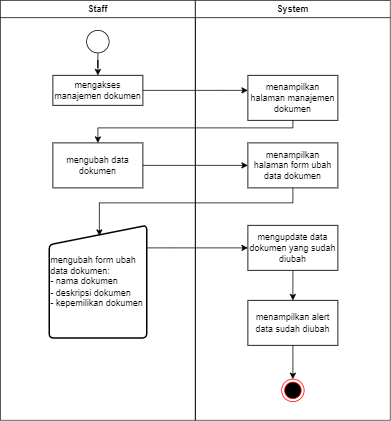 Staff
System
mengakses
manajemen dokumen
menampilkan
halaman manajemen
dokumen
mengubah data
dokumen
menampilkan
halaman form ubah
data dokumen
mengubah form ubah
data dokumen:
- nama dokumen
- deskripsi dokumen
- kepemilikan dokumen
mengupdate data
dokumen yang sudah
diubah
menampilkan alert
data sudah diubah